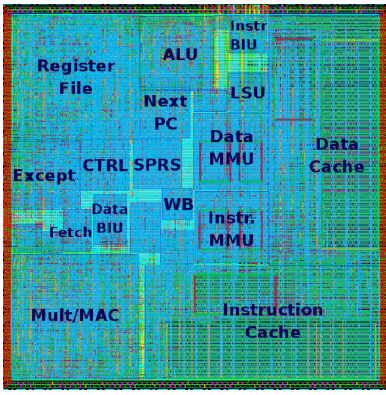 Instr
BIU
ALU
Register
File
LSU
Next
PC
Data
MMU
Data
Cache
Except
CTRL
SPRS
WB
Data
BIU
Fetch
Instr.
MMU
Mult/MAC
Instruction
Cache